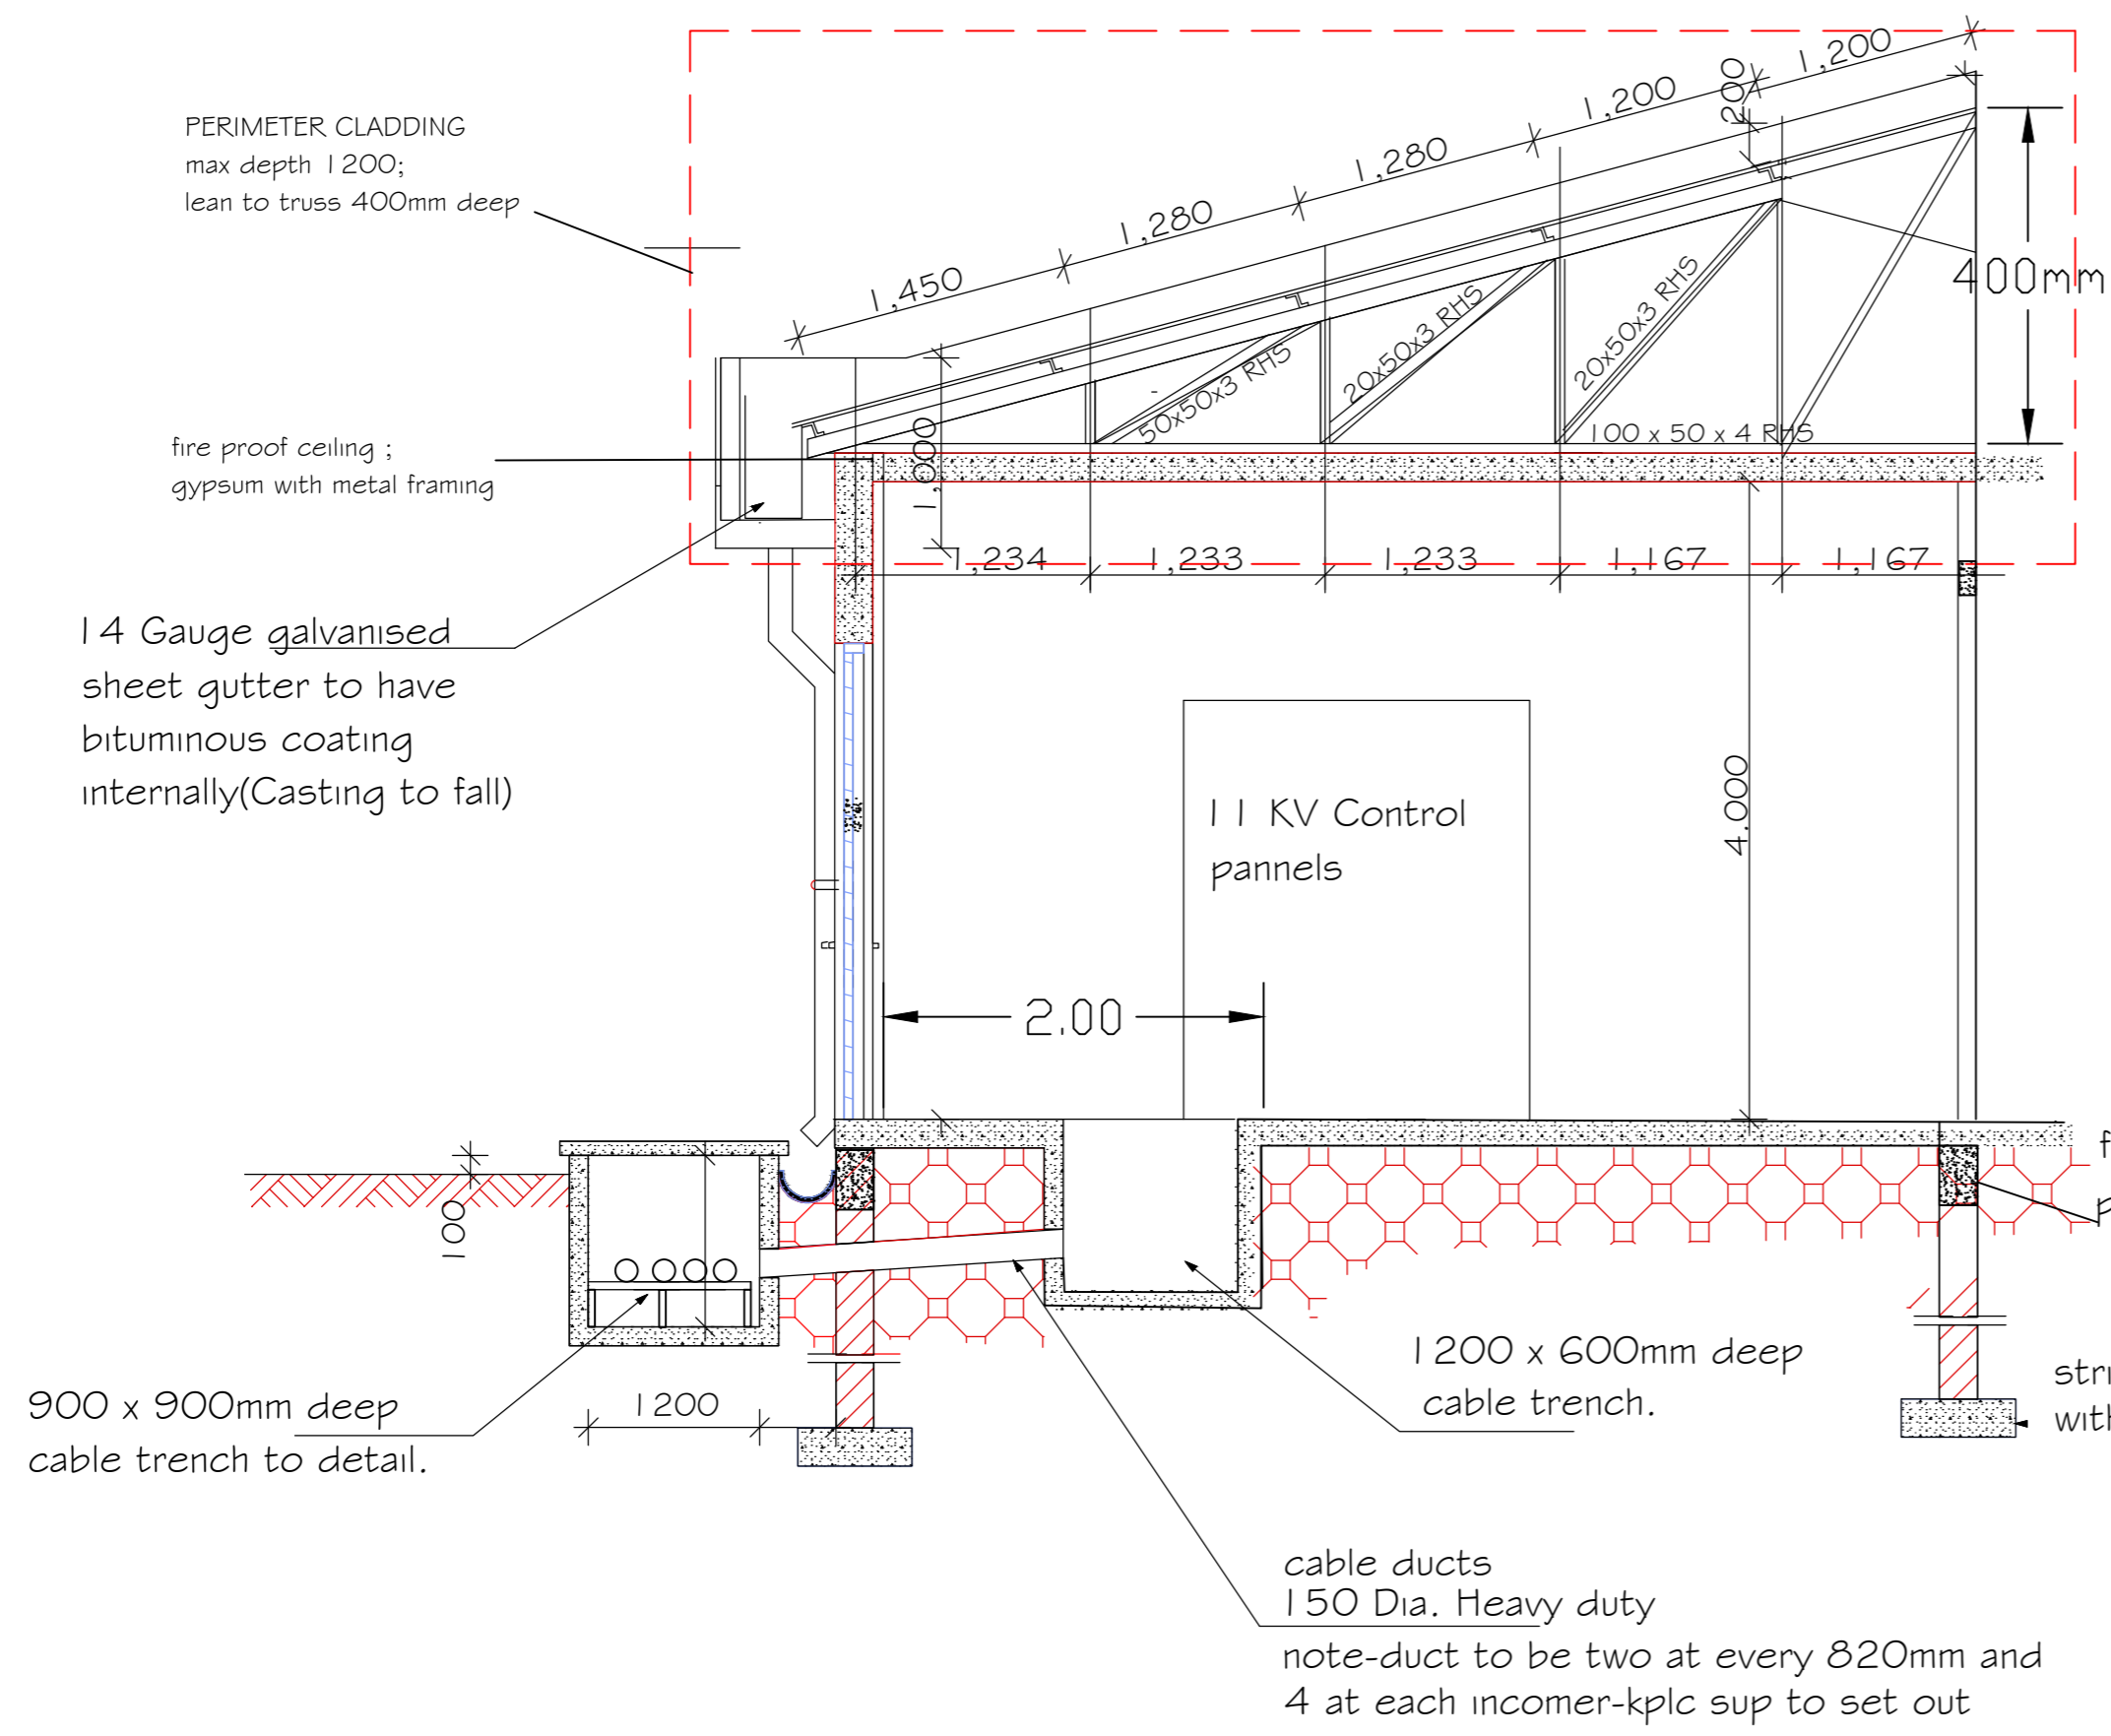 PERIMETER CLADDING
max depth 1200;
lean to truss 400mm deep
1,450
1,280
1,280
1,200
1,200
200
400mm
50x50x3 RHS
20x50x3 RHS
20x50x3 RHS
100 x 50 x 4 RHS
fire proof ceiling ;
gypsum with metal framing
1,000
1,234
1,233
1,233
1,167
1,167
14 Gauge galvanised
sheet gutter to have
bituminous coating
internally(Casting to fall)
11 KV Control
pannels
4.000
2.00
100
f
p
1200 x 600mm deep
cable trench.
900 x 900mm deep
cable trench to detail.
1200
stri
with
cable ducts
150 Dia. Heavy duty
note-duct to be two at every 820mm and
4 at each incomer-kplc sup to set out